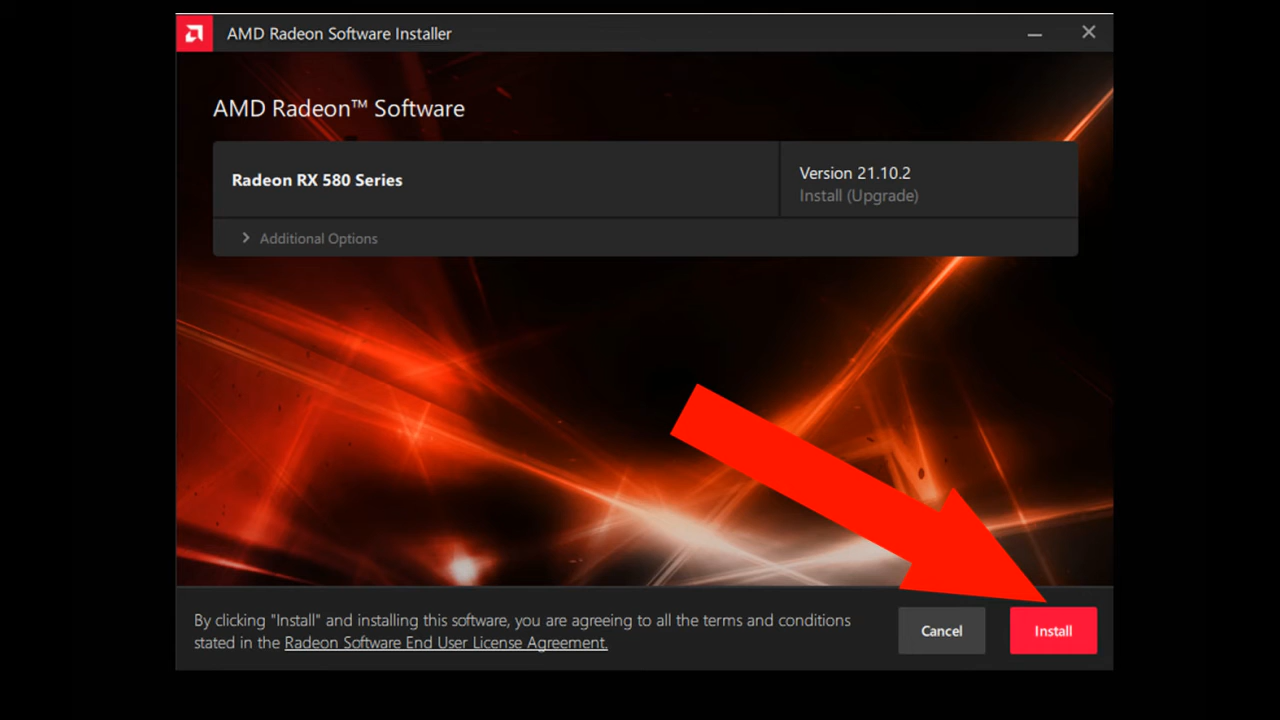 AMD Radeon Software Installer
AMD Radeon™ Software
Radeon RX 580 Series
Version 21.10.2
Install (Upgrade)
Additional Options
By clicking "Install" and installing this software, you are agreeing to all the terms and conditions
stated in the Radeon Software End User License Agreement.
Cancel
Install